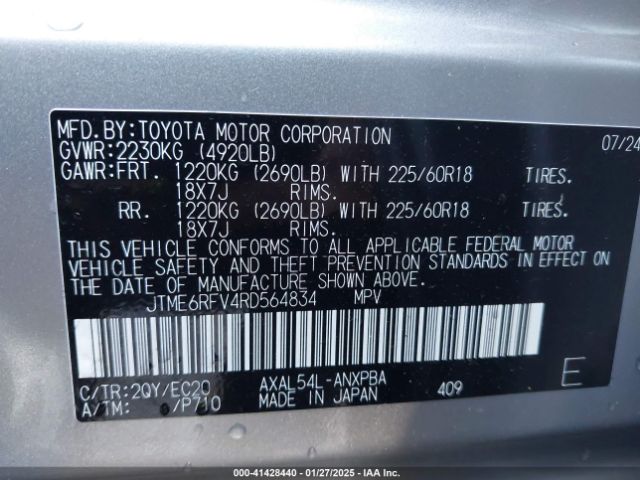 MFD.BY:TOYOTA MOTOR CORPORATION 07/24
GVWR:2230KG (4920LB)
GAWR:FRT. 1220KG (2690LB) WITH 225/60R18 TIRES.
18X7J RIMS.
RR. 1220KG (2690LB) WITH 225/60R18 TIRES.
18X7J RIMS.
THIS VEHICLE CONFORMS TO ALL APPLICABLE FEDERAL MOTOR
VEHICLE SAFETY AND THEFT PREVENTION STANDARDS IN EFFECT ON
THE DATE OF MANUFACTURE SHOWN ABOVE.
JTME6RFV4RD564834 MPV
C/TR:2QY/EC20 AXAL54L-ANXPBA 409 E
A/TM: /P710 MADE IN JAPAN
000-41428440 - 01/27/2025 - IAA Inc.